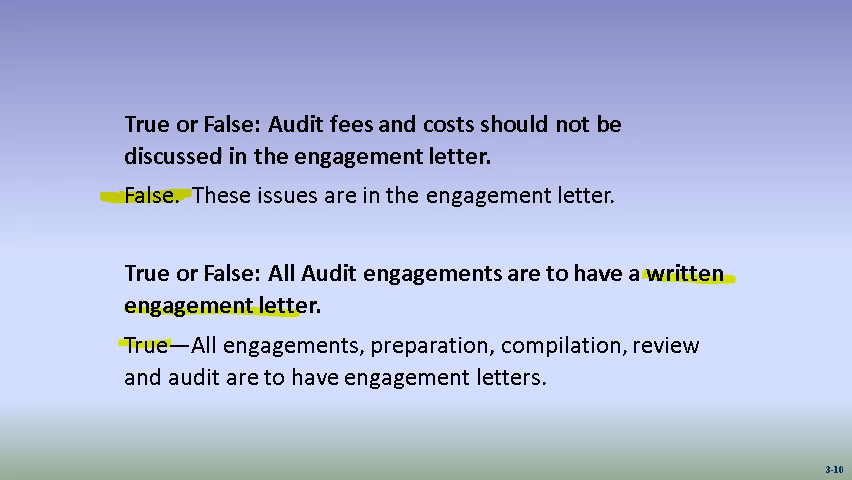 True or False: Audit fees and costs should not be
discussed in the engagement letter.
False. These issues are in the engagement letter.
True or False: All Audit engagements are to have a written
engagement letter.
True—All engagements, preparation, compilation, review
and audit are to have engagement letters.
3-10